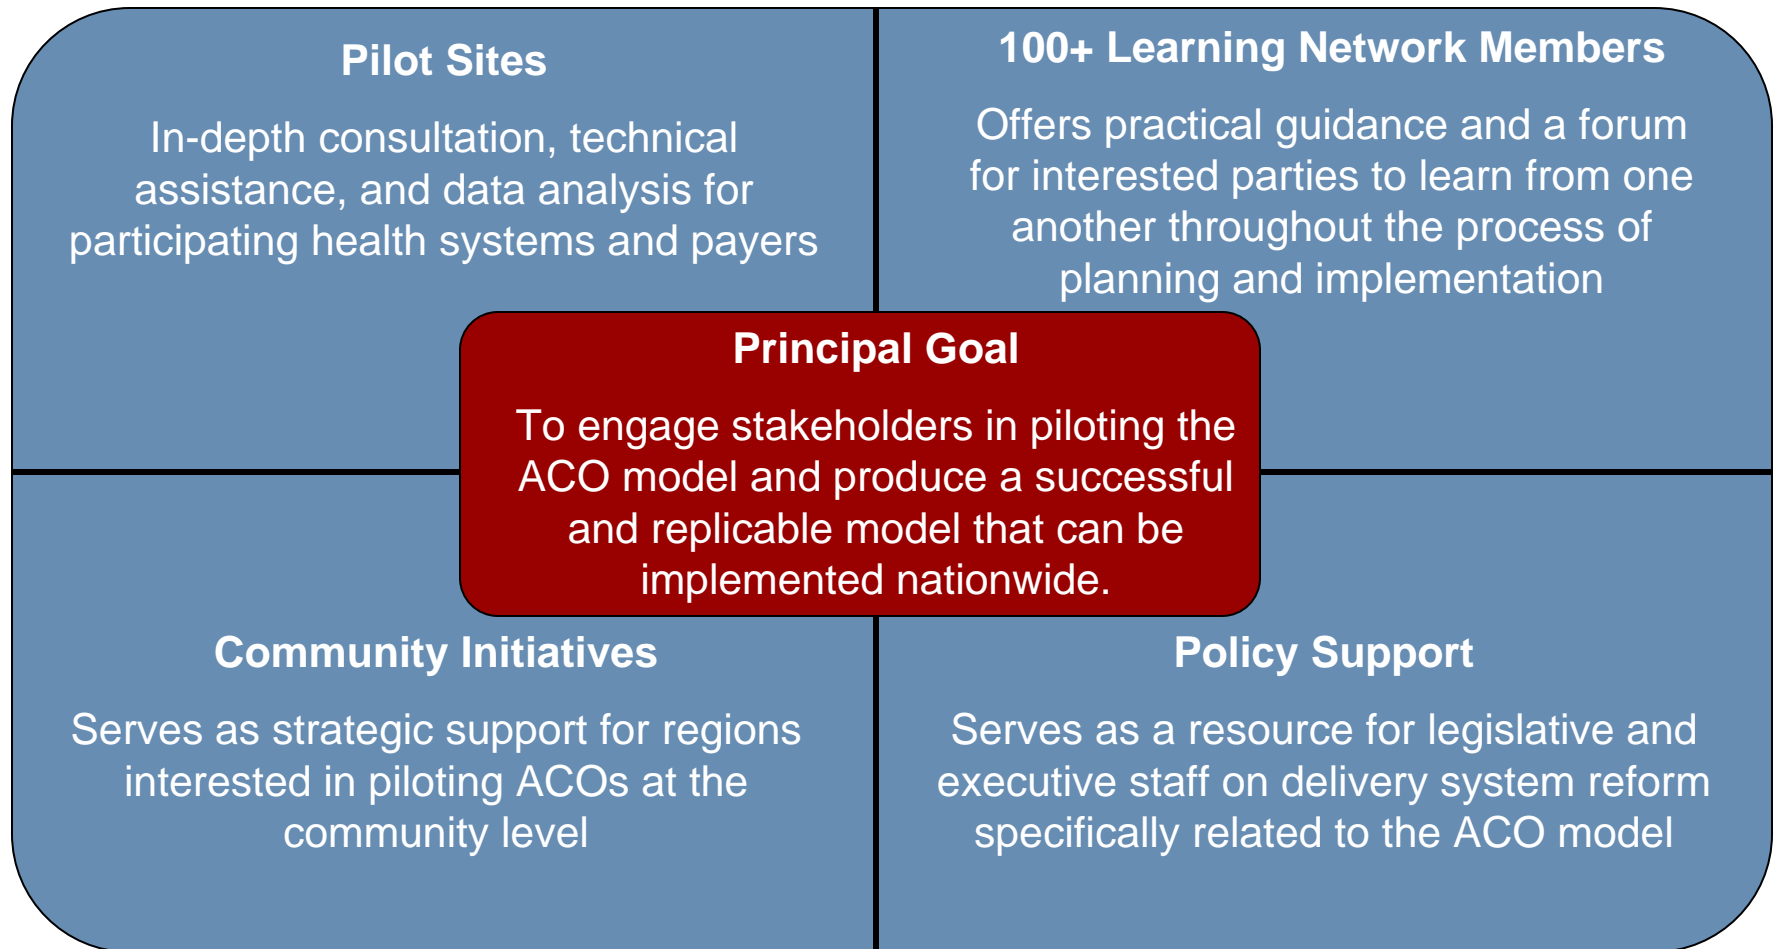 Pilot Sites
In-depth consultation, technical
assistance, and data analysis for
participating health systems and payers
100+ Learning Network Members
Offers practical guidance and a forum
for interested parties to learn from one
another throughout the process of
planning and implementation
Principal Goal
To engage stakeholders in piloting the
ACO model and produce a successful
and replicable model that can be
implemented nationwide.
Community Initiatives
Serves as strategic support for regions
interested in piloting ACOs at the
community level
Policy Support
Serves as a resource for legislative and
executive staff on delivery system reform
specifically related to the ACO model